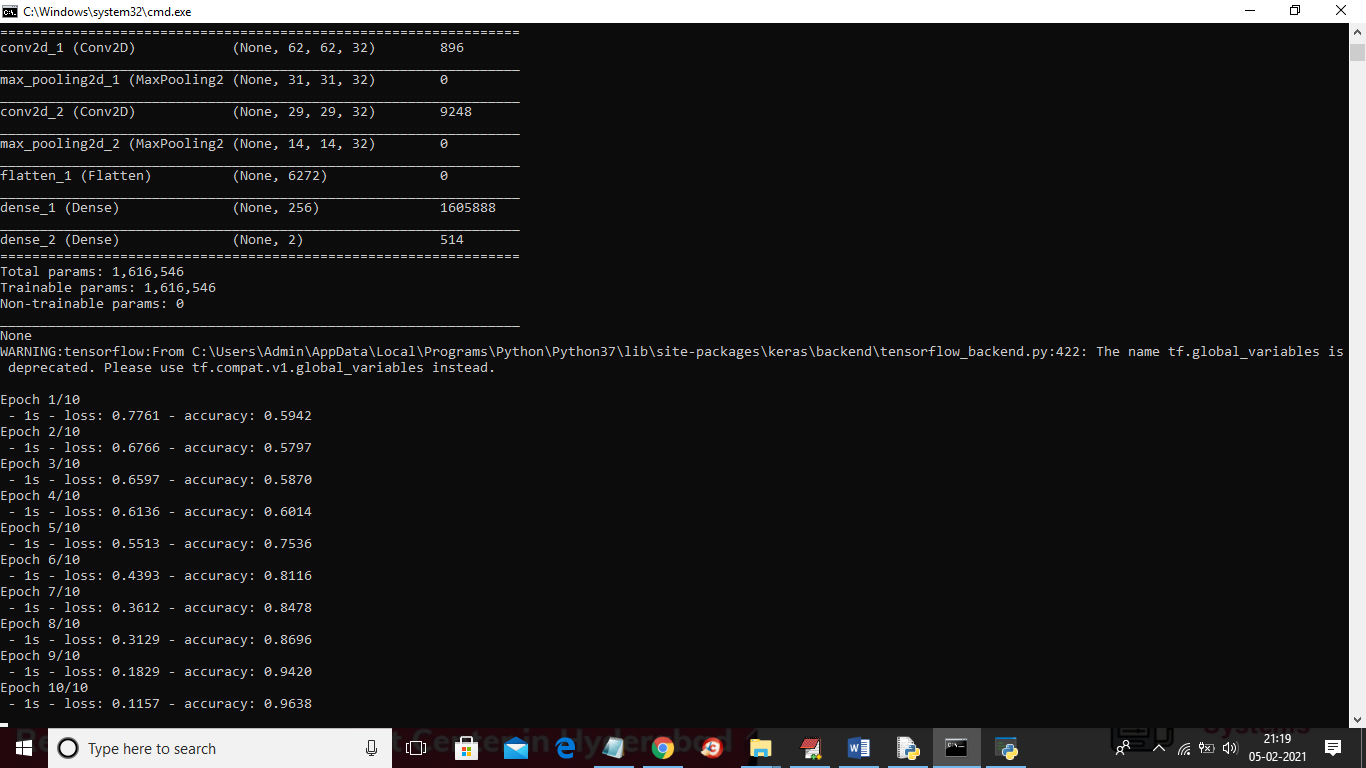 C:\Windows\system32\cmd.exe
=================================================================
conv2d_1 (Conv2D)            (None, 62, 62, 32)        896
_________________________________________________________________
max_pooling2d_1 (MaxPooling2 (None, 31, 31, 32)        0
_________________________________________________________________
conv2d_2 (Conv2D)            (None, 29, 29, 32)        9248
_________________________________________________________________
max_pooling2d_2 (MaxPooling2 (None, 14, 14, 32)        0
_________________________________________________________________
flatten_1 (Flatten)          (None, 6272)              0
_________________________________________________________________
dense_1 (Dense)              (None, 256)               1605888
_________________________________________________________________
dense_2 (Dense)              (None, 2)                 514
=================================================================
Total params: 1,616,546
Trainable params: 1,616,546
Non-trainable params: 0
_________________________________________________________________
None
WARNING:tensorflow:From C:\Users\Admin\AppData\Local\Programs\Python\Python37\lib\site-packages\keras\backend\tensorflow_backend.py:422: The name tf.global_variables is
 deprecated. Please use tf.compat.v1.global_variables instead.
Epoch 1/10
 - 1s - loss: 0.7761 - accuracy: 0.5942
Epoch 2/10
 - 1s - loss: 0.6766 - accuracy: 0.5797
Epoch 3/10
 - 1s - loss: 0.6597 - accuracy: 0.5870
Epoch 4/10
 - 1s - loss: 0.6136 - accuracy: 0.6014
Epoch 5/10
 - 1s - loss: 0.5513 - accuracy: 0.7536
Epoch 6/10
 - 1s - loss: 0.4393 - accuracy: 0.8116
Epoch 7/10
 - 1s - loss: 0.3612 - accuracy: 0.8478
Epoch 8/10
 - 1s - loss: 0.3129 - accuracy: 0.8696
Epoch 9/10
 - 1s - loss: 0.1829 - accuracy: 0.9420
Epoch 10/10
 - 1s - loss: 0.1157 - accuracy: 0.9638
Type here to search
Center in
Systems
21:19
05-02-2021